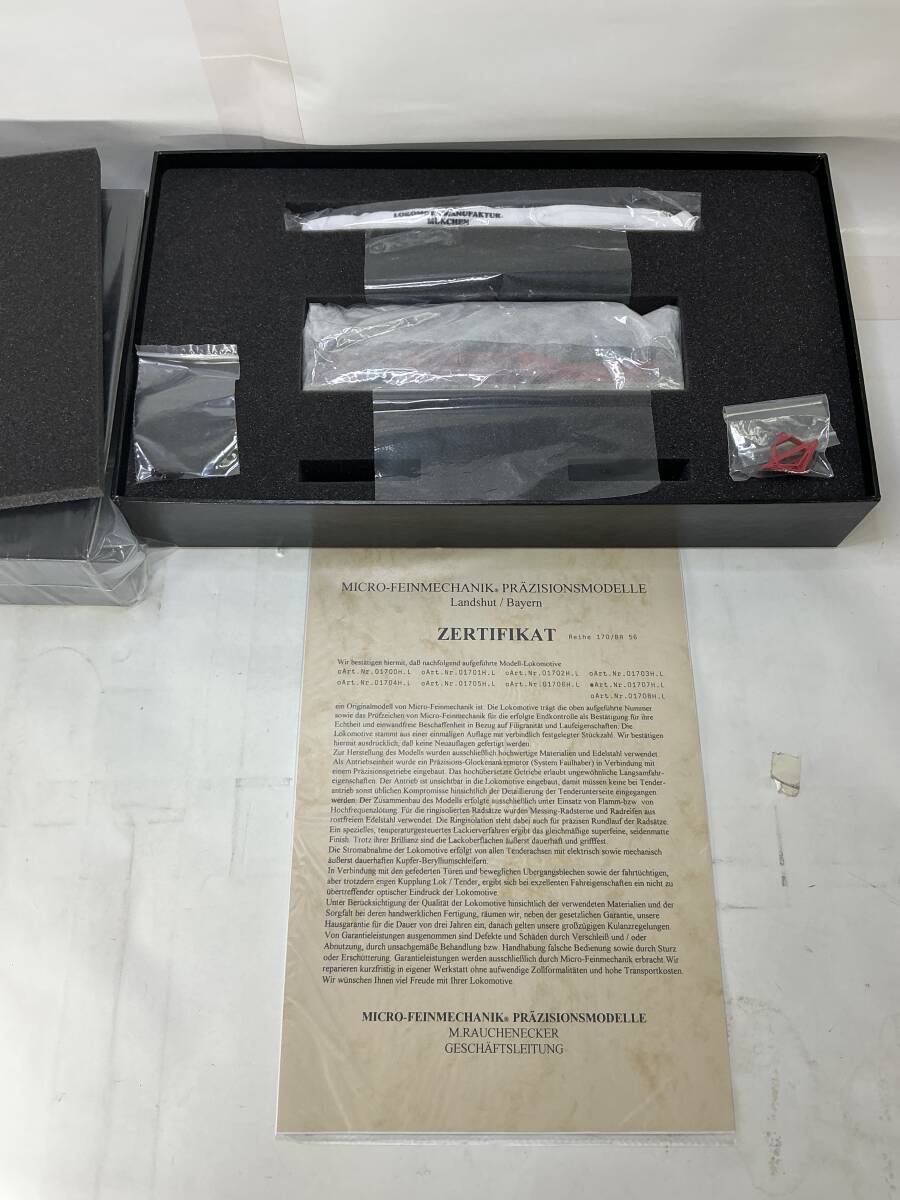 LOKOMOTIVMANUFAKTUR
MÜNCHEN
MICRO-FEINMECHANIK® PRÄZISIONSMODELLE
Landshut / Bayern
ZERTIFIKAT Reihe 170/BR 56
Wir bestätigen hiermit, daß nachfolgend aufgeführte Modell-Lokomotive
oArt.Nr.01700H.L oArt.Nr.01701H.L oArt.Nr.01702H.L oArt.Nr.01703H.L
oArt.Nr.01704H.L oArt.Nr.01705H.L oArt.Nr.01706H.L ●Art.Nr.01707H.L
oArt.Nr.01708H.L
ein Originalmodell von Micro-Feinmechanik ist. Die Lokomotive trägt die oben aufgeführte Nummer
sowie das Prüfzeichen von Micro-Feinmechanik für die erfolgte Endkontrolle als Bestätigung für ihre
Echtheit und einwandfreie Beschaffenheit in Bezug auf Filigranität und Laufeigenschaften. Die
Lokomotive stammt aus einer einmaligen Auflage mit verbindlich festgelegter Stückzahl. Wir bestätigen
hiermit ausdrücklich, daß keine Neuauflagen gefertigt werden.
Zur Herstellung des Modells wurden ausschließlich hochwertige Materialien und Edelstahl verwendet.
Als Antriebseinheit wurde ein Präzisions-Glockenankermotor (System Faulhaber) in Verbindung mit
einem Präzisionsgetriebe eingebaut. Das hochübersetzte Getriebe erlaubt ungewöhnliche Langsamfahr-
eigenschaften. Der Antrieb ist unsichtbar in die Lokomotive eingebaut, damit müssen keine bei Tender-
antrieb sonst üblichen Kompromisse hinsichtlich der Detaillierung der Tenderunterseite eingegangen
werden. Der Zusammenbau des Modells erfolgte ausschließlich unter Einsatz von Flamm-bzw. von
Hochfrequenzlötung. Für die ringisolierten Radsätze wurden Messing-Radsterne und Radreifen aus
rostfreiem Edelstahl verwendet. Die Ringisolation steht dabei auch für präzisen Rundlauf der Radsätze.
Ein spezielles, temperaturgesteuertes Lackierverfahren ergibt das gleichmäßige superfeine, seidenmatte
Finish. Trotz ihrer Brillianz sind die Lackoberflächen äußerst dauerhaft und grifffest.
Die Stromabnahme der Lokomotive erfolgt von allen Tenderachsen mit elektrisch sowie mechanisch
äußerst dauerhaften Kupfer-Berylliumschleifern.
In Verbindung mit den gefederten Türen und beweglichen Übergangsblechen sowie der fahrtüchtigen,
aber trotzdem engen Kupplung Lok / Tender, ergibt sich bei exzellenten Fahreigenschaften ein nicht zu
übertreffender optischer Eindruck der Lokomotive.
Unter Berücksichtigung der Qualität der Lokomotive hinsichtlich der verwendeten Materialien und der
Sorgfalt bei deren handwerklichen Fertigung, räumen wir, neben der gesetzlichen Garantie, unsere
Hausgarantie für die Dauer von drei Jahren ein, danach gelten unsere großzügigen Kulanzregelungen.
Von Garantieleistungen ausgenommen sind Defekte und Schäden durch Verschleiß und / oder
Abnutzung, durch unsachgemäße Behandlung bzw. Handhabung falsche Bedienung sowie durch Sturz
oder Erschütterung. Garantieleistungen werden ausschließlich durch Micro-Feinmechanik erbracht.Wir
reparieren kurzfristig in eigener Werkstatt ohne aufwendige Zollformalitäten und hohe Transportkosten.
Wir wünschen Ihnen viel Freude mit Ihrer Lokomotive.
MICRO-FEINMECHANIK® PRÄZISIONSMODELLE
M.RAUCHENECKER
GESCHÄFTSLEITUNG